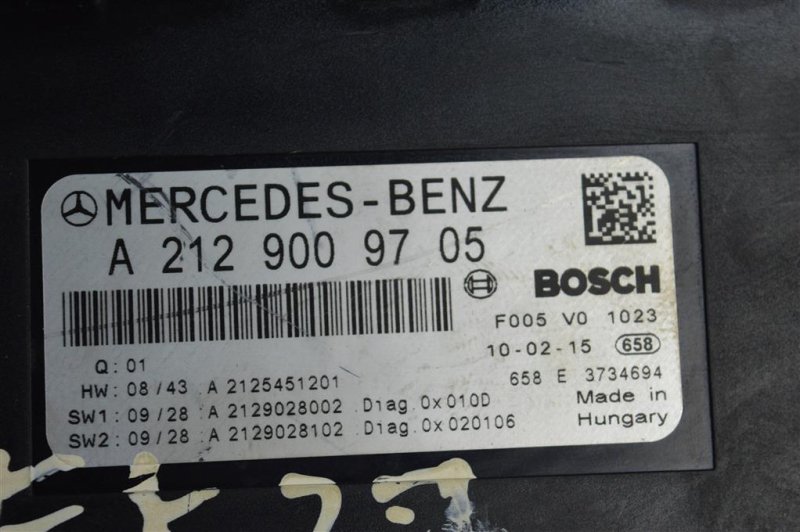 MERCEDES-BENZ
A 212 900 97 05
BOSCH
F005 V0 1023
Q: 01
10-02-15 658
HW: 08/43 A 2125451201
658 E 3734694
SW1: 09/28 A 2129028002 Diag.0x010D
Made in
SW2: 09/28 A 2129028102 Diag.0x020106
Hungary